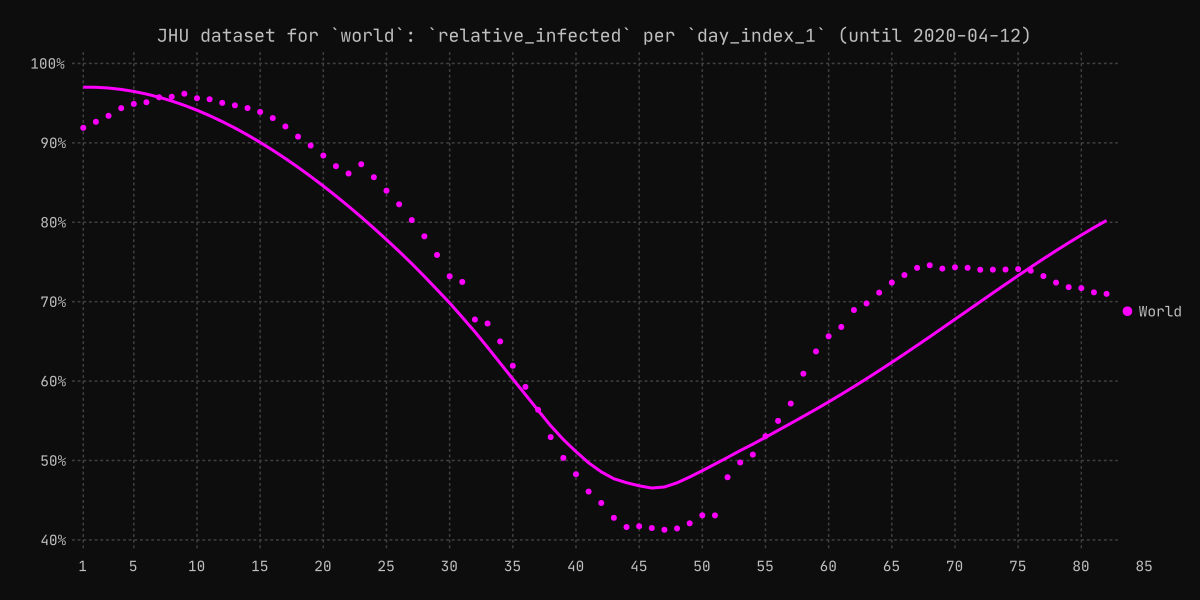 JHU dataset for `world`: `relative_infected` per `day_index_1` (until 2020-04-12)
100%
90%
80%
70%
60%
50%
40%
1 5 10 15 20 25 30 35 40 45 50 55 60 65 70 75 80 85
World